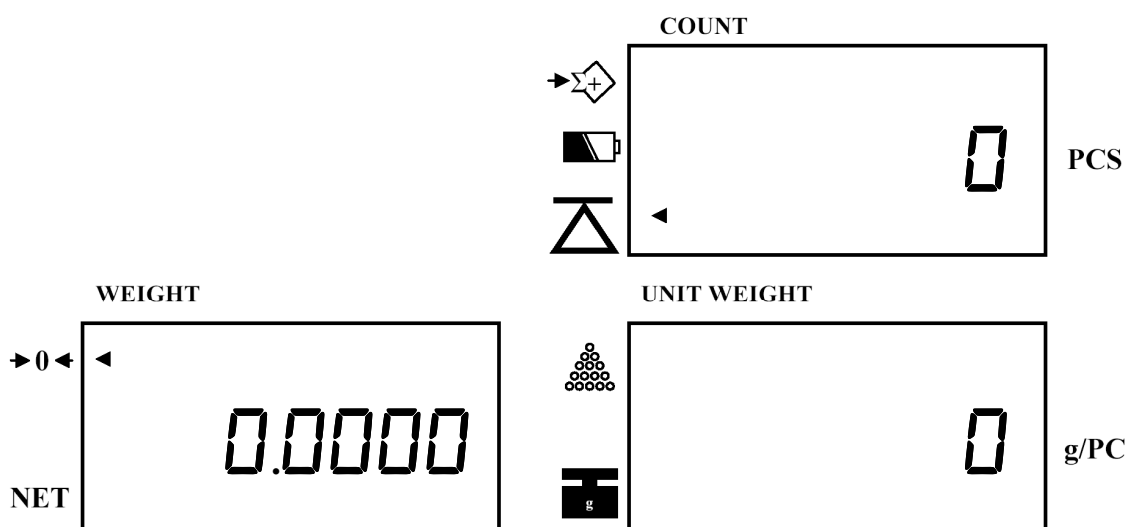 COUNT
Σ+
0
PCS
WEIGHT
UNIT WEIGHT
0
0.0000
0
g/PC
NET
g